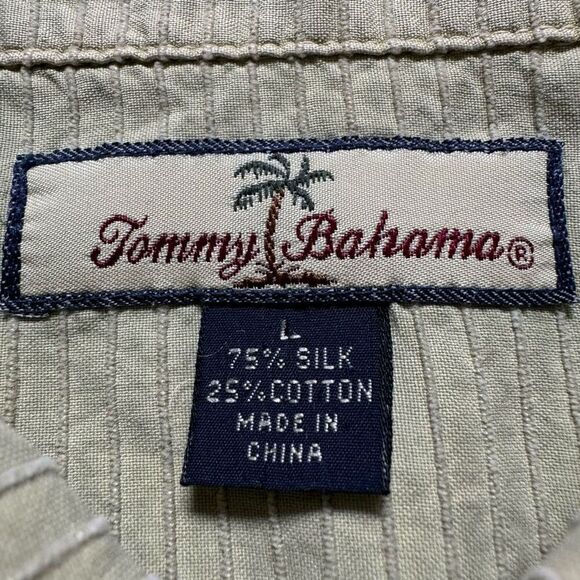 Tommy Bahama®
L
75% SILK
25% COTTON
MADE IN
CHINA